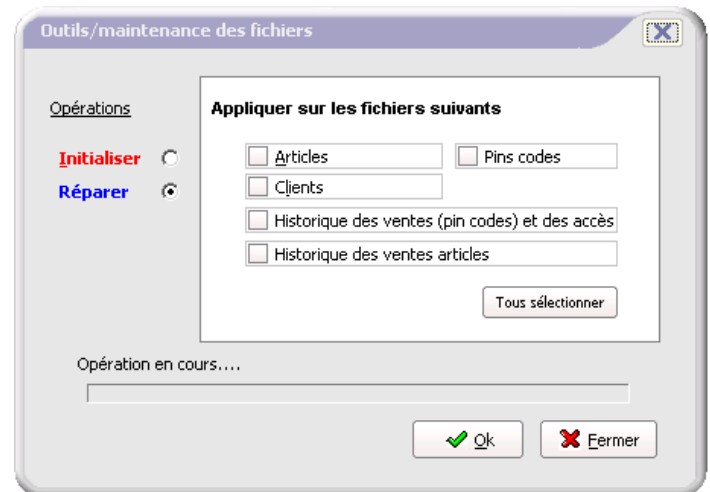 Outils/maintenance des fichiers
Opérations
Appliquer sur les fichiers suivants
Initialiser
Réparer
Articles
Pins codes
Clients
Historique des ventes (pin codes) et des accès
Historique des ventes articles
Tous sélectionner
Opération en cours....
Ok
Fermer